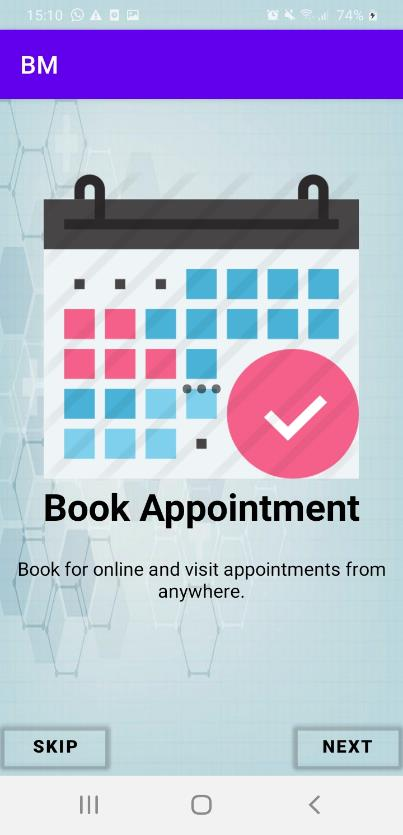 15:10 74%
BM
Book Appointment
Book for online and visit appointments from
anywhere.
SKIP NEXT